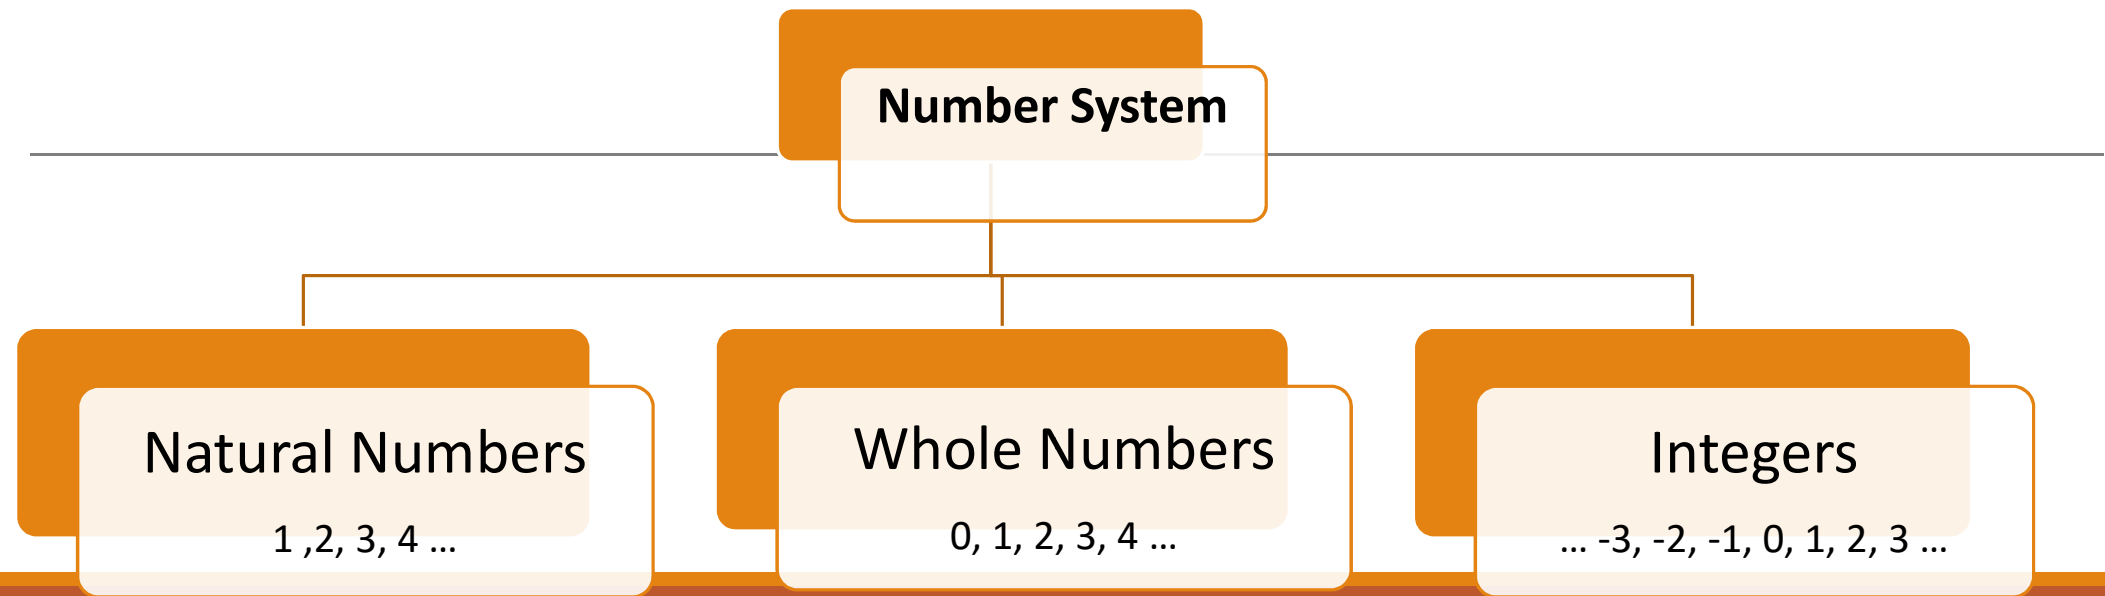 Number System
Natural Numbers
1 ,2, 3, 4 ...
Whole Numbers
0, 1, 2, 3, 4 ...
Integers
... -3, -2, -1, 0, 1, 2, 3 ...